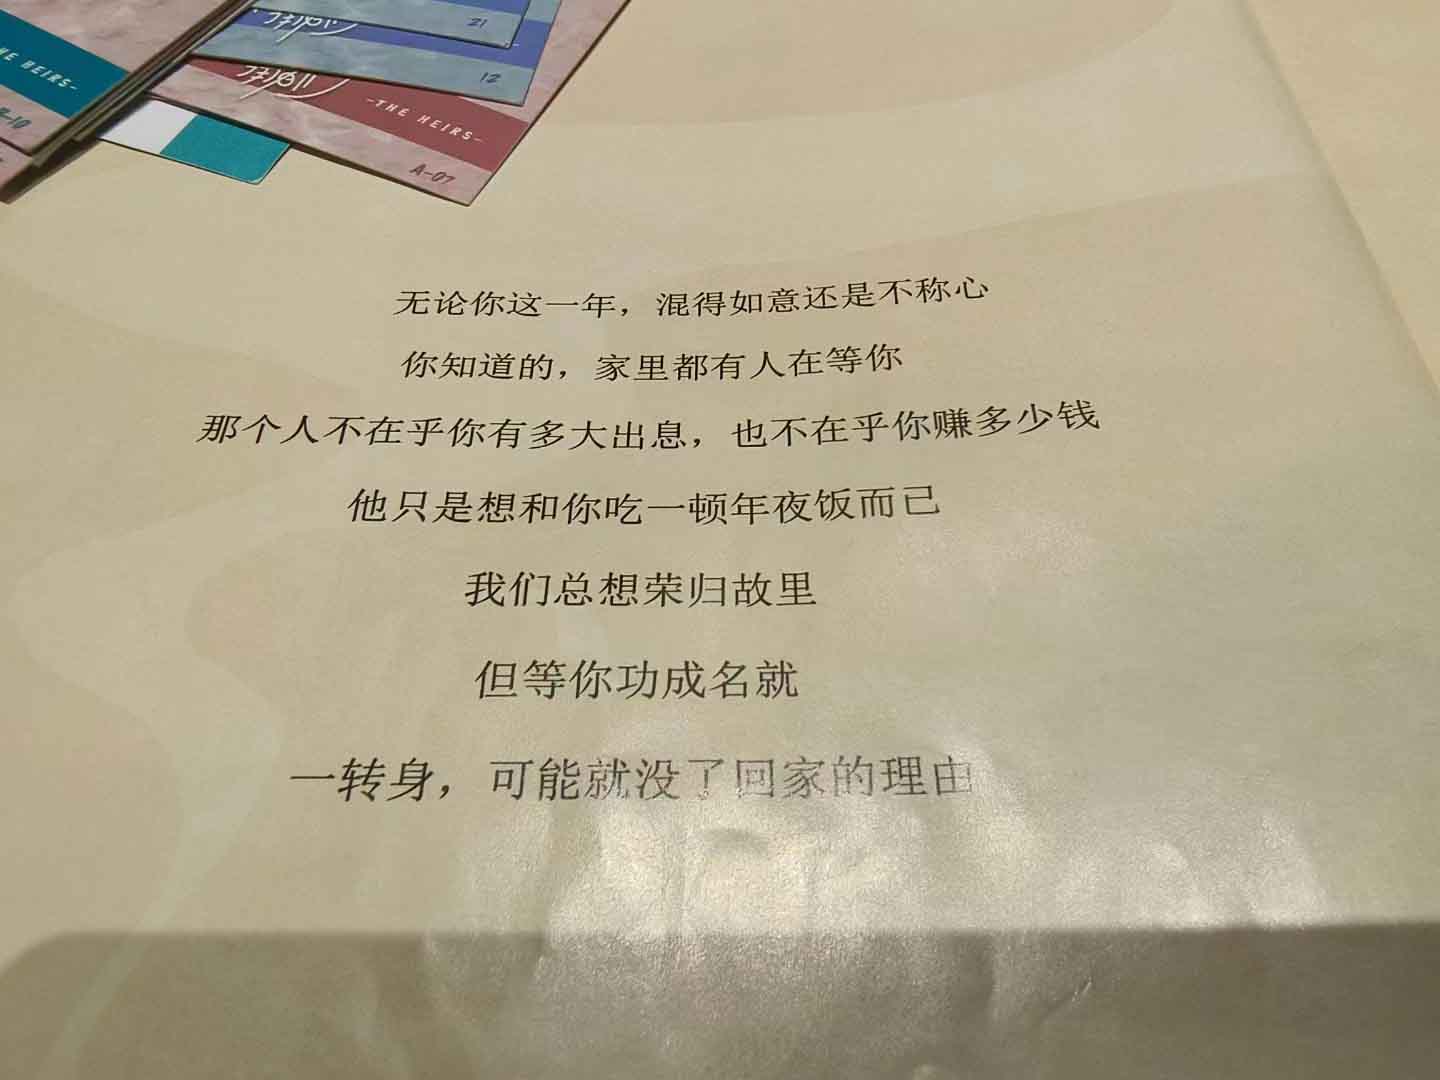 HE HEIRS-
-10
21
12
-THE HEIRS-
A-07
无论你这一年，混得如意还是不称心
你知道的，家里都有人在等你
那个人不在乎你有多大出息，也不在乎你赚多少钱
他只是想和你吃一顿年夜饭而已
我们总想荣归故里
但等你功成名就
一转身，可能就没了回家的理由